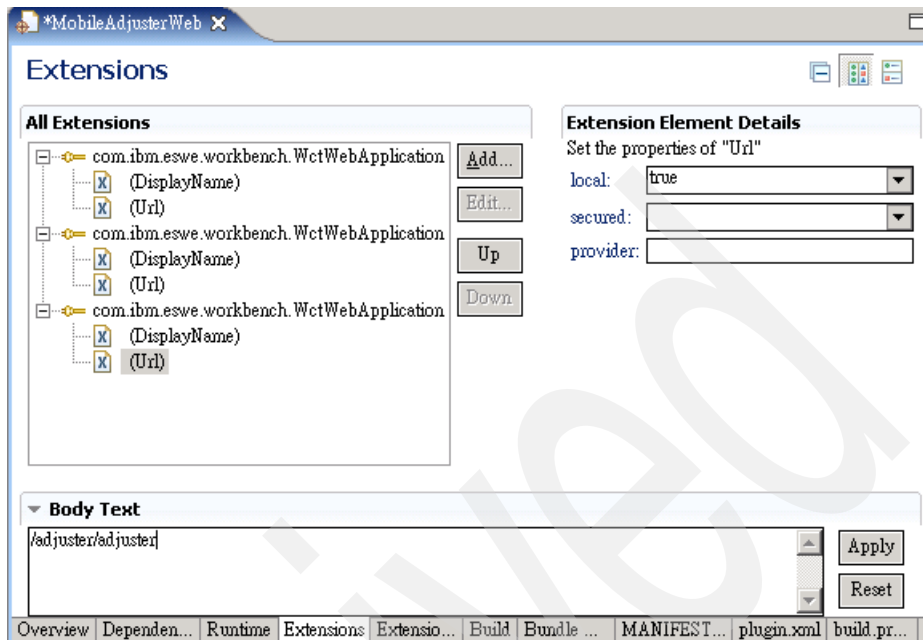 *MobileAdjusterWeb
Extensions
All Extensions
com.ibm.eswe.workbench.WctWebApplication
(DisplayName)
(Url)
com.ibm.eswe.workbench.WctWebApplication
(DisplayName)
(Url)
com.ibm.eswe.workbench.WctWebApplication
(DisplayName)
(Url)
Add...
Edit...
Up
Down
Extension Element Details
Set the properties of "Url"
local: true
secured:
provider:
Body Text
/adjuster/adjuster
Apply
Reset
Overview Dependen... Runtime Extensions Extensio... Build Bundle ... MANIFEST... plugin.xml build.pr...